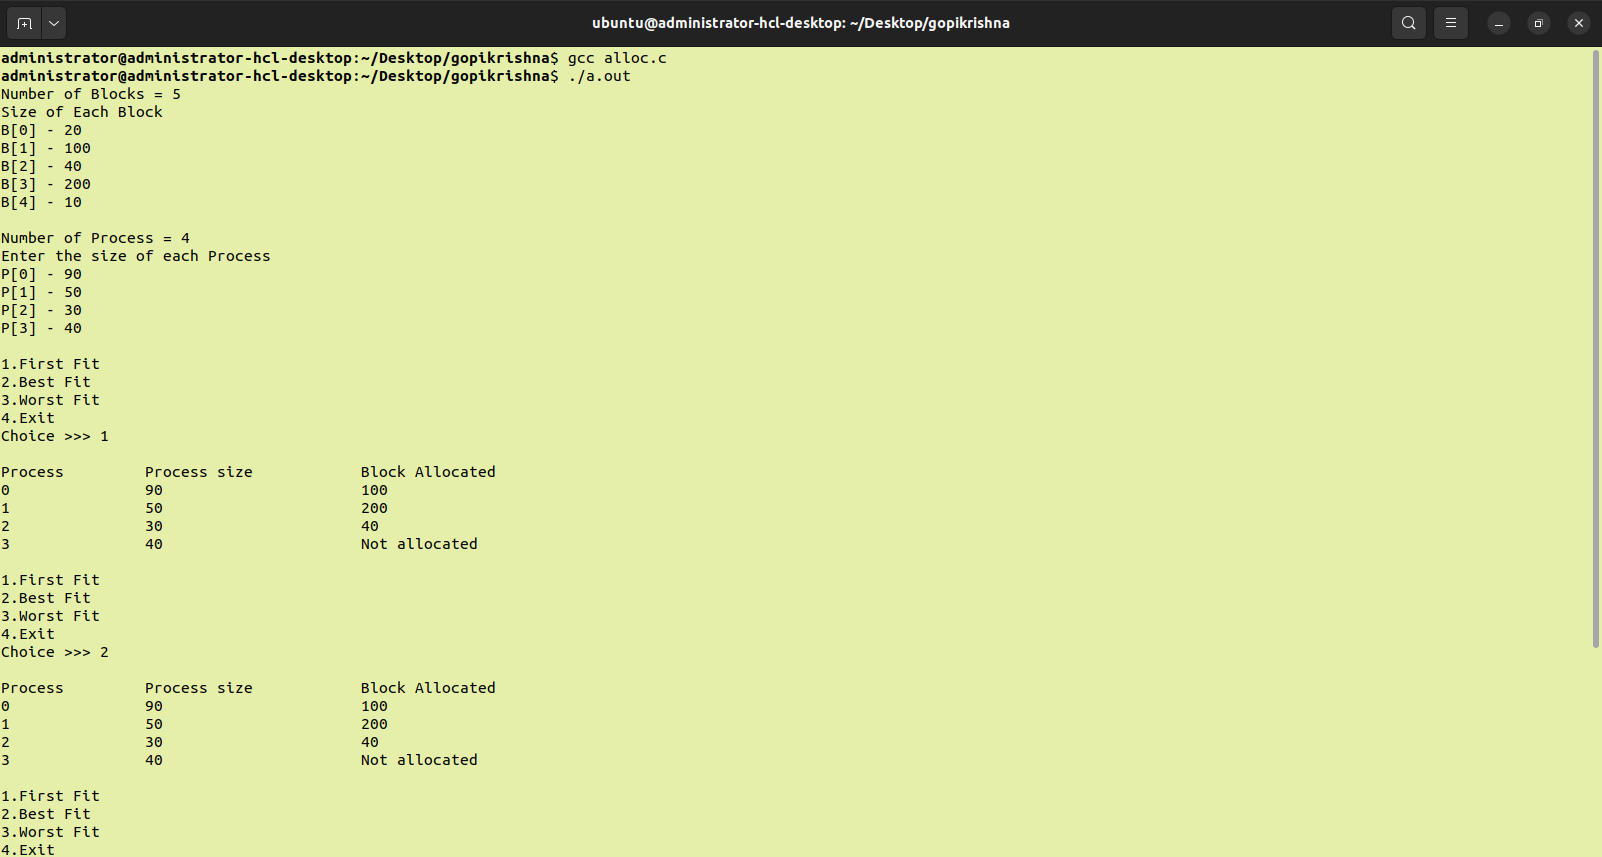 ubuntu@administrator-hcl-desktop: ~/Desktop/gopikrishna
administrator@administrator-hcl-desktop:~/Desktop/gopikrishna$ gcc alloc.c
administrator@administrator-hcl-desktop:~/Desktop/gopikrishna$ ./a.out
Number of Blocks = 5
Size of Each Block
B[0] - 20
B[1] - 100
B[2] - 40
B[3] - 200
B[4] - 10
Number of Process = 4
Enter the size of each Process
P[0] - 90
P[1] - 50
P[2] - 30
P[3] - 40
1.First Fit
2.Best Fit
3.Worst Fit
4.Exit
Choice >>> 1
Process Process size Block Allocated
0 90 100
1 50 200
2 30 40
3 40 Not allocated
1.First Fit
2.Best Fit
3.Worst Fit
4.Exit
Choice >>> 2
Process Process size Block Allocated
0 90 100
1 50 200
2 30 40
3 40 Not allocated
1.First Fit
2.Best Fit
3.Worst Fit
4.Exit